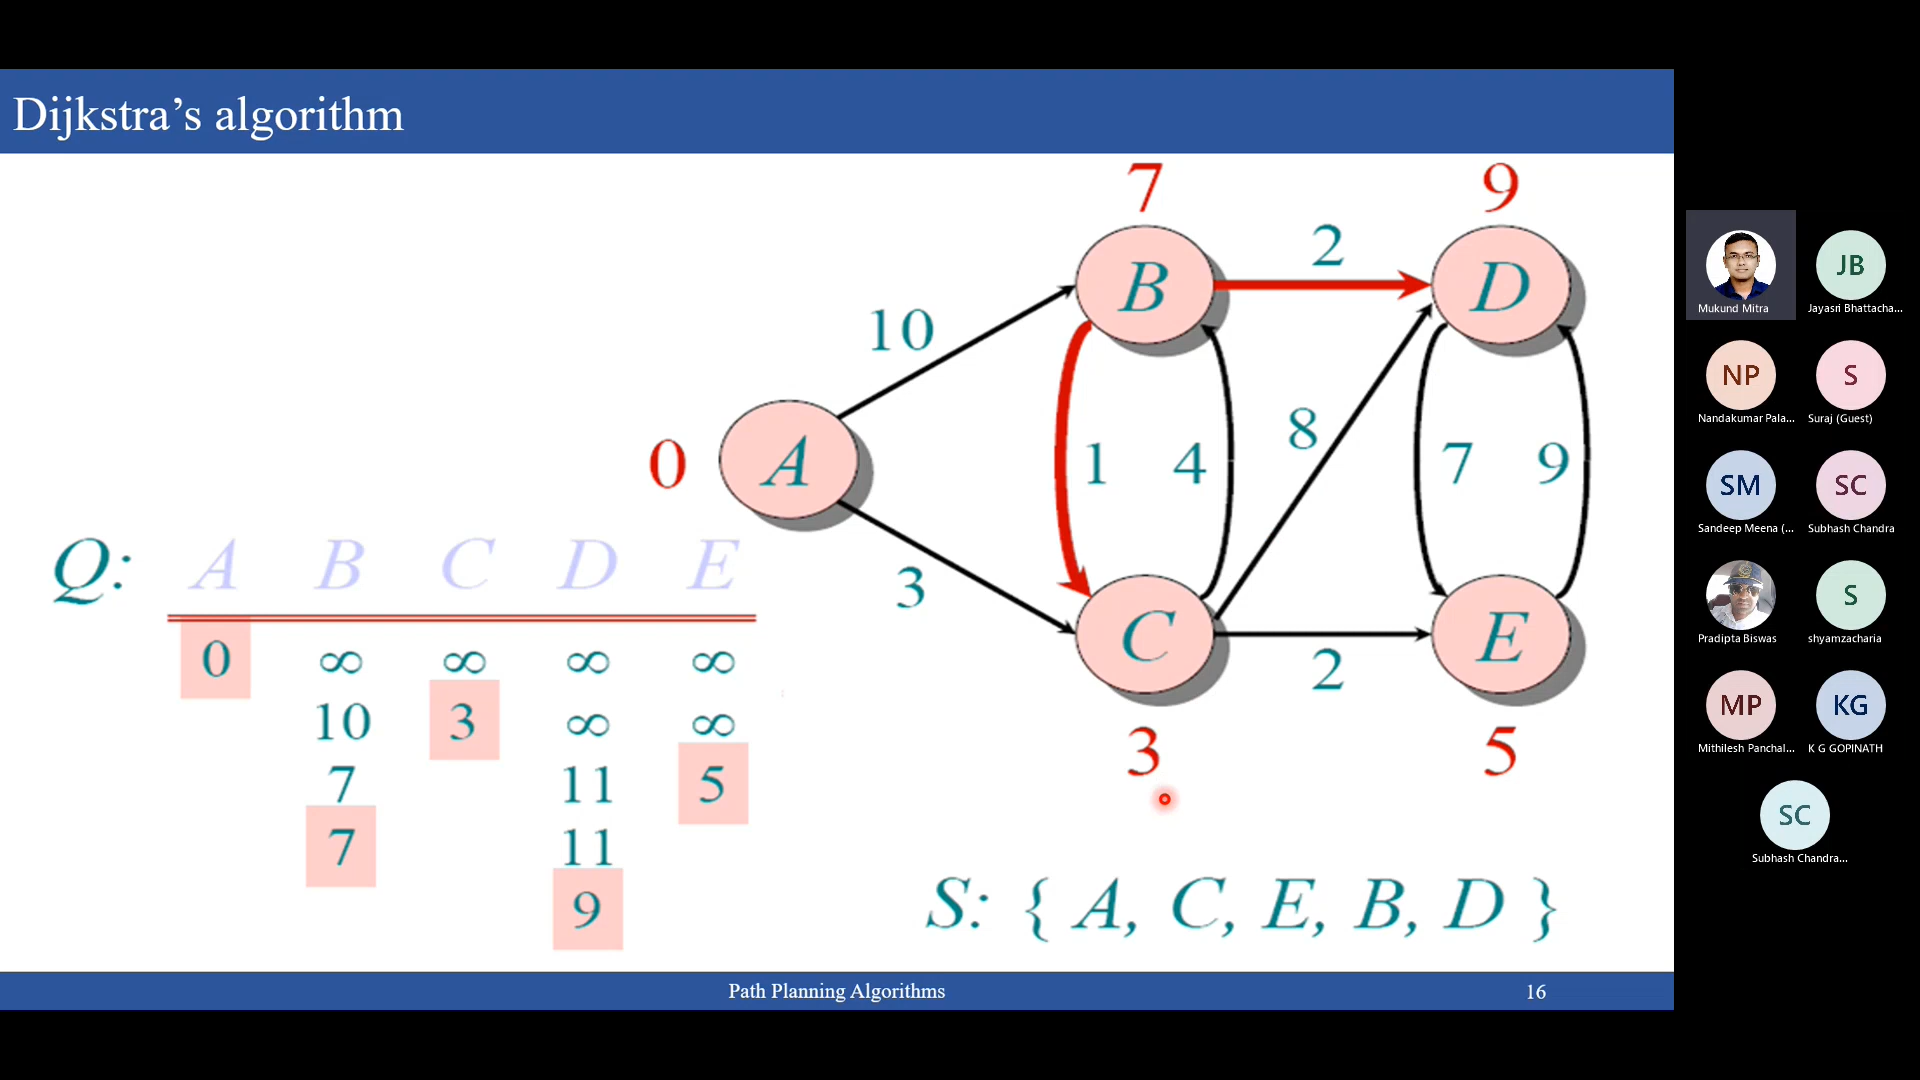 Dijkstra's algorithm
7
9
B
2
D
10
0
A
1
4
8
7
9
3
C
2
E
3
5
Q: A B C D E
0 ∞ ∞ ∞ ∞
10 3 ∞ ∞
7 11 5
7 11
9
S: { A, C, E, B, D }
Path Planning Algorithms
16
Mukund Mitra
JB
Jayasri Bhattacha...
NP
Nandakumar Pala...
S
Suraj (Guest)
SM
Sandeep Meena (...
SC
Subhash Chandra
Pradipta Biswas
S
shyamzacharia
MP
Mithilesh Panchal...
KG
K G GOPINATH
SC
Subhash Chandra...